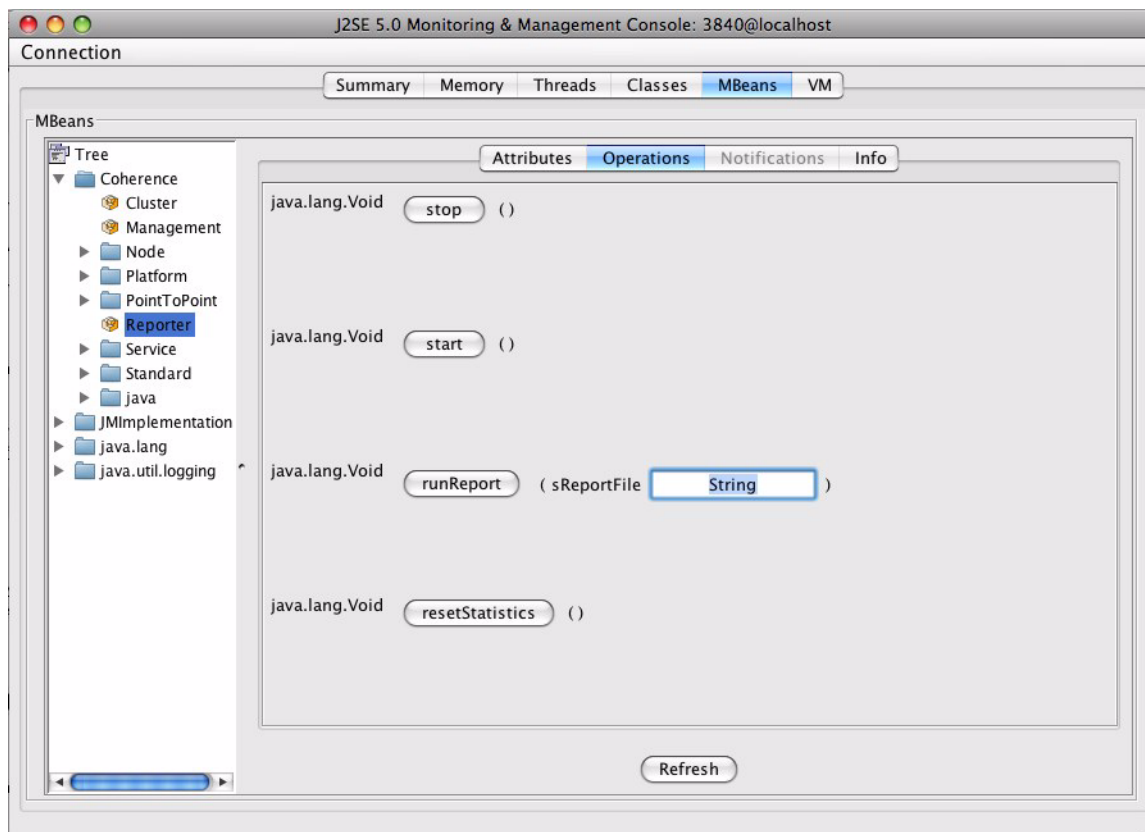 J2SE 5.0 Monitoring & Management Console: 3840@localhost
Connection
Summary Memory Threads Classes MBeans VM
MBeans
Tree
Coherence
Cluster
Management
Node
Platform
PointToPoint
Reporter
Service
Standard
java
JMImplementation
java.lang
java.util.logging
Attributes Operations Notifications Info
java.lang.Void stop ( )
java.lang.Void start ( )
java.lang.Void runReport ( sReportFile String )
java.lang.Void resetStatistics ( )
Refresh